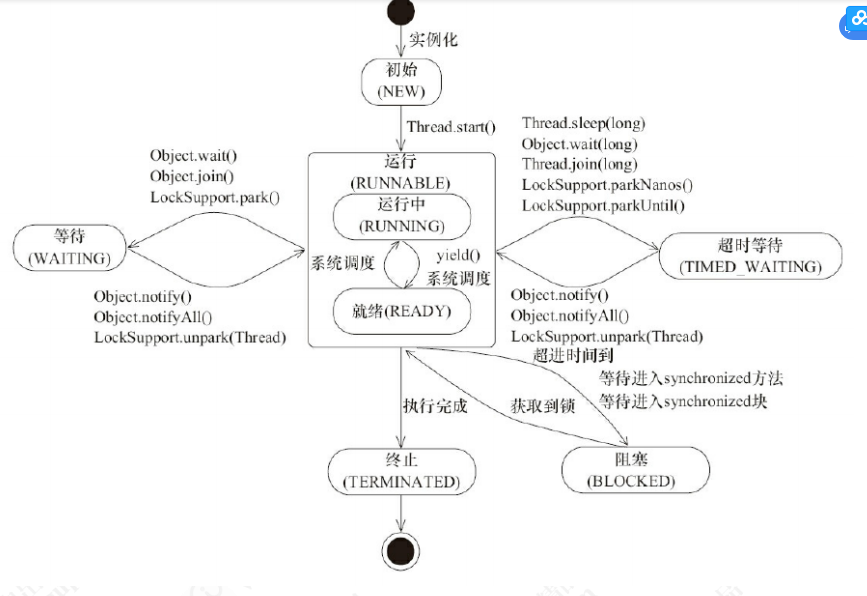 实例化
初始
(NEW)
Thread.start()
Object.wait()
Object.join()
LockSupport.park()
Thread.sleep(long)
Object.wait(long)
Thread.join(long)
LockSupport.parkNanos()
LockSupport.parkUntil()
运行
(RUNNABLE)
运行中
(RUNNING)
等待
(WAITING)
系统调度
yield()
系统调度
超时等待
(TIMED_WAITING)
就绪(READY)
Object.notify()
Object.notifyAll()
LockSupport.unpark(Thread)
Object.notify()
Object.notifyAll()
LockSupport.unpark(Thread)
超进时间到
等待进入synchronized方法
等待进入synchronized块
执行完成
获取到锁
终止
(TERMINATED)
阻塞
(BLOCKED)